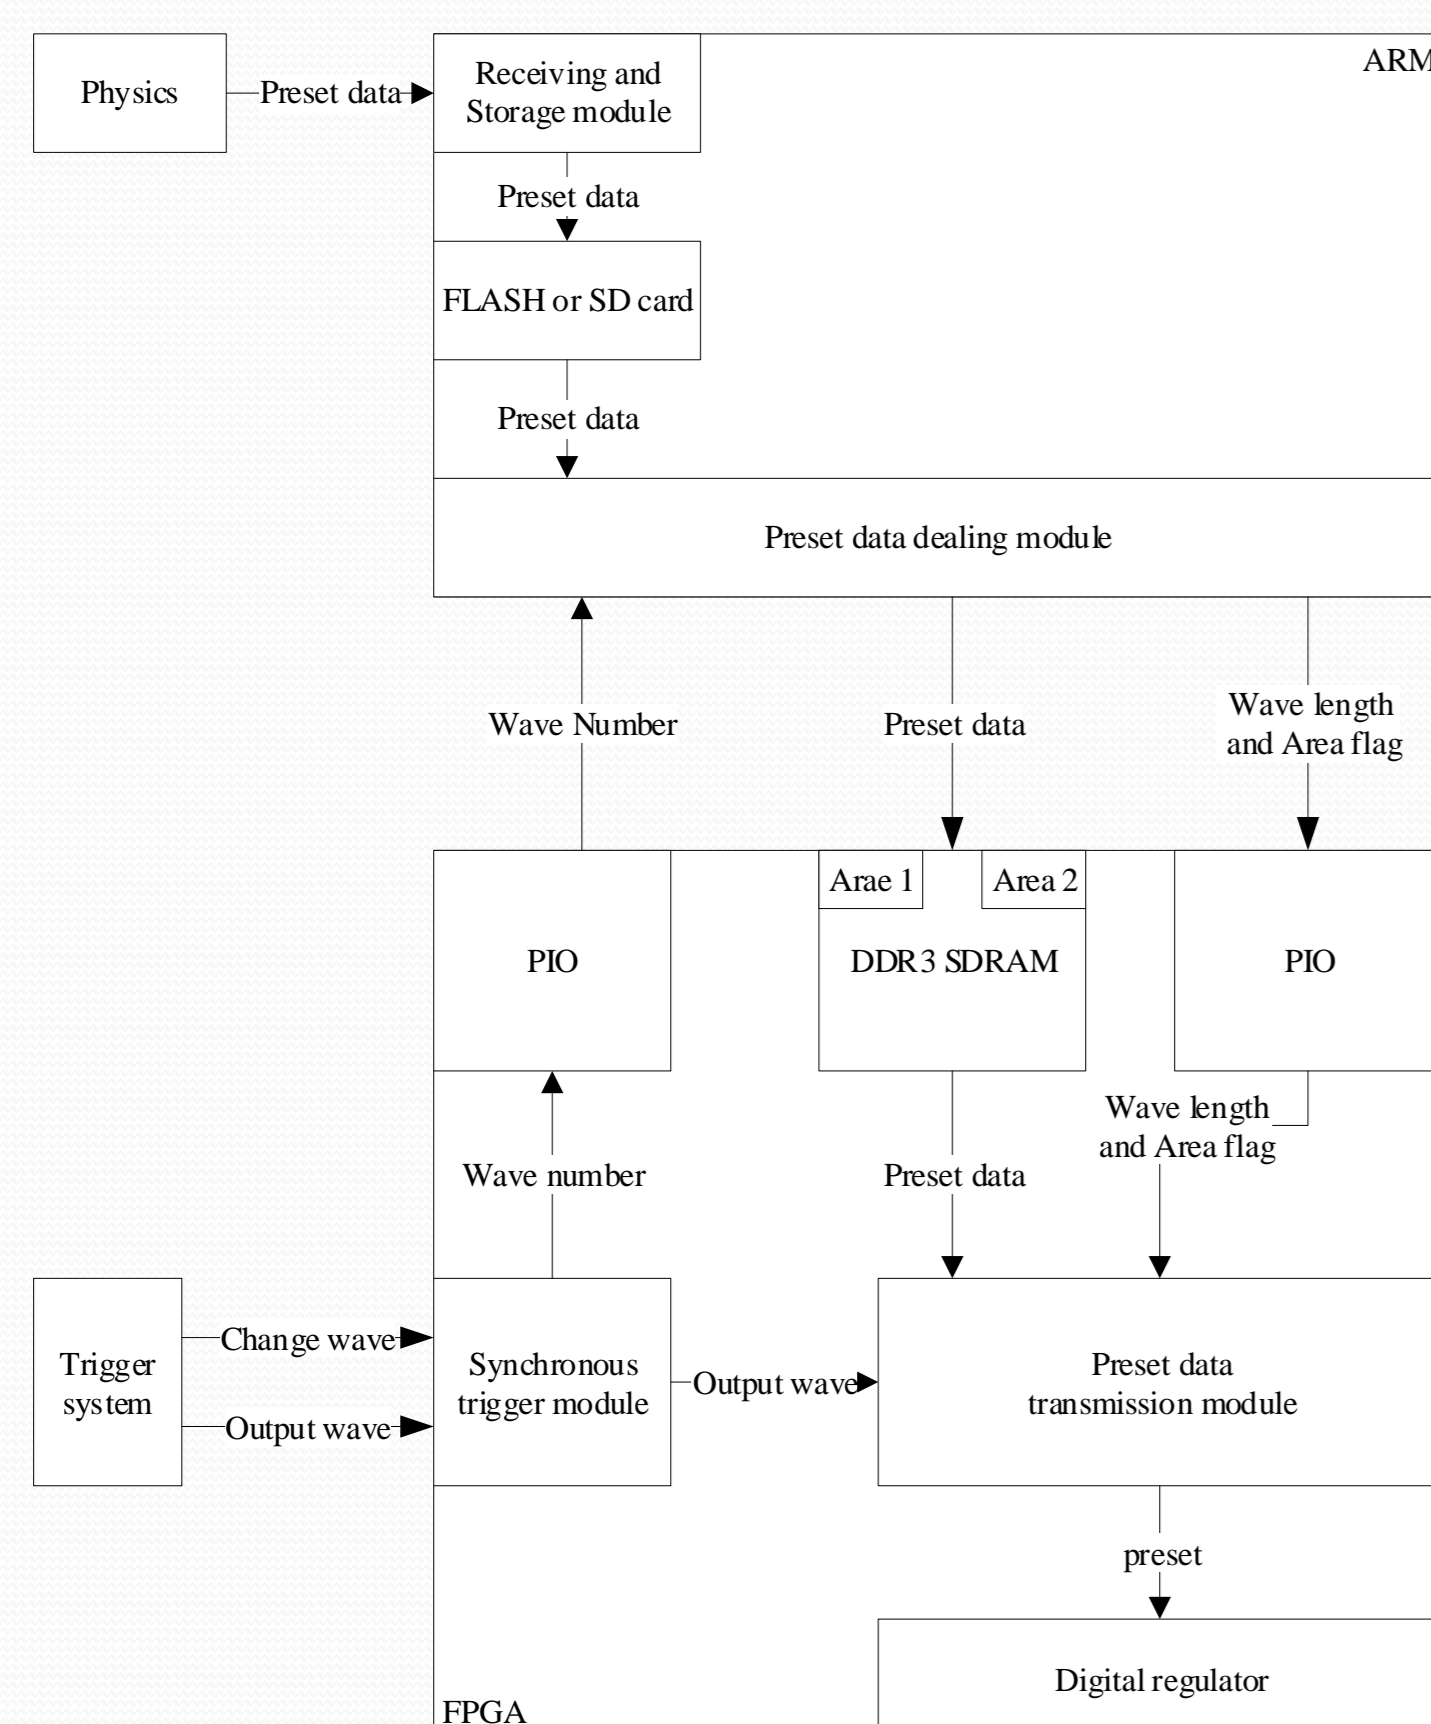 ARM
Physics
Preset data
Receiving and
Storage module
Preset data
FLASH or SD card
Preset data
Preset data dealing module
Wave Number
Preset data
Wave length
and Area flag
PIO
Arae 1
Area 2
DDR3 SDRAM
PIO
Wave number
Preset data
Wave length
and Area flag
Trigger
system
Change wave
Output wave
Synchronous
trigger module
Output wave
Preset data
transmission module
preset
Digital regulator
FPGA